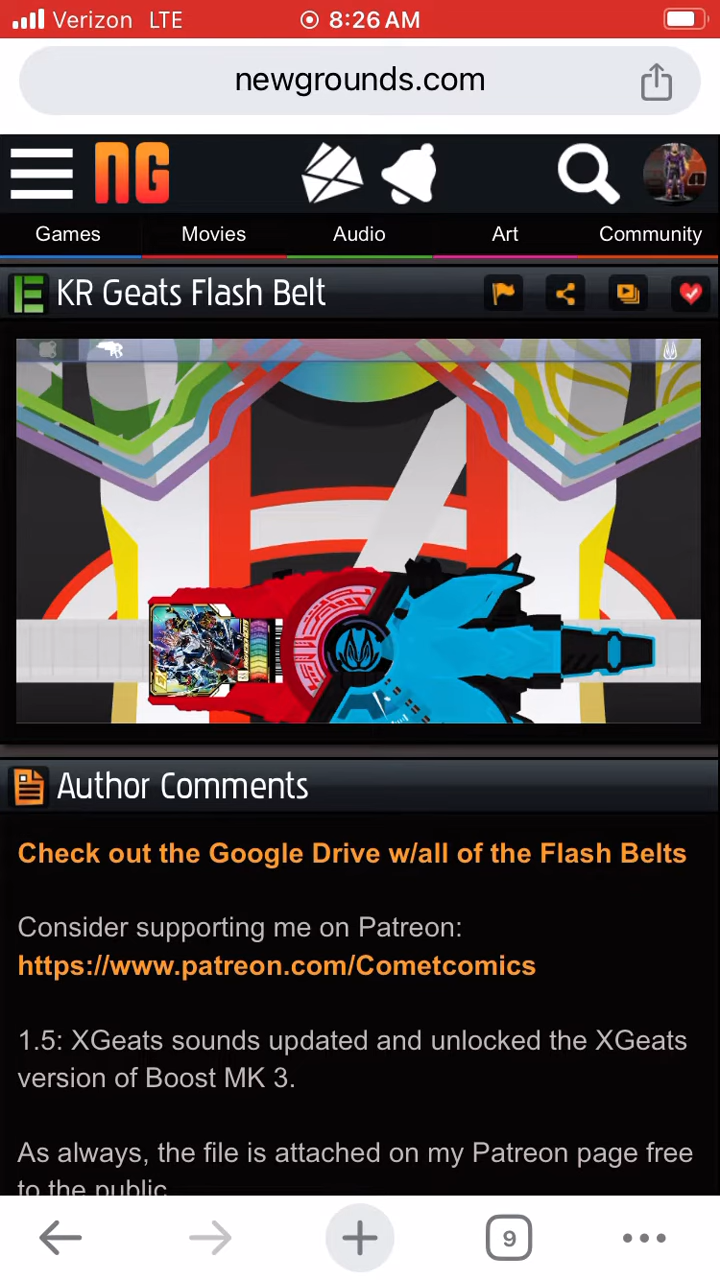 Verizon LTE 8:26 AM
newgrounds.com
NG
Games Movies Audio Art Community
E KR Geats Flash Belt
Author Comments
Check out the Google Drive w/all of the Flash Belts
Consider supporting me on Patreon:
https://www.patreon.com/Cometcomics
1.5: XGeats sounds updated and unlocked the XGeats
version of Boost MK 3.
As always, the file is attached on my Patreon page free
to the public
9